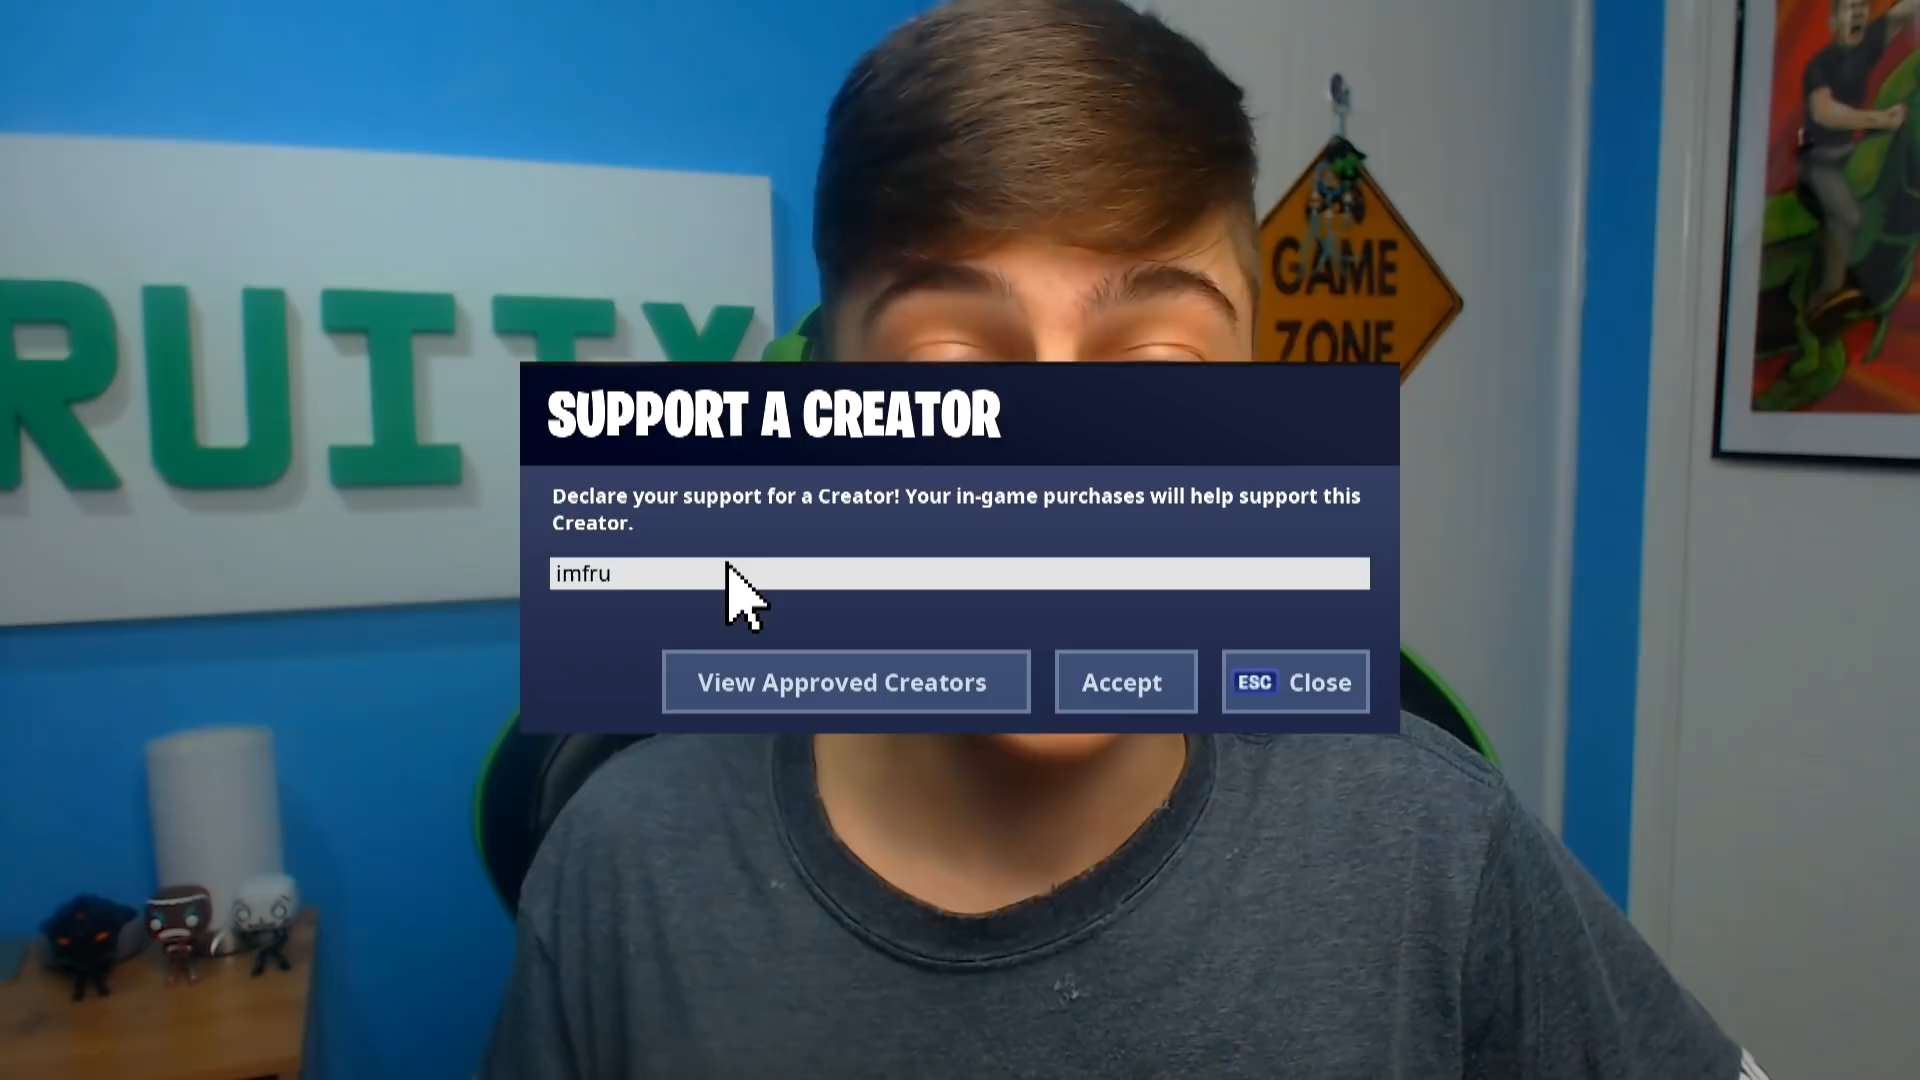 RUITY
GAME
ZONE
SUPPORT A CREATOR
Declare your support for a Creator! Your in-game purchases will help support this
Creator.
imfru
View Approved Creators
Accept
ESC Close